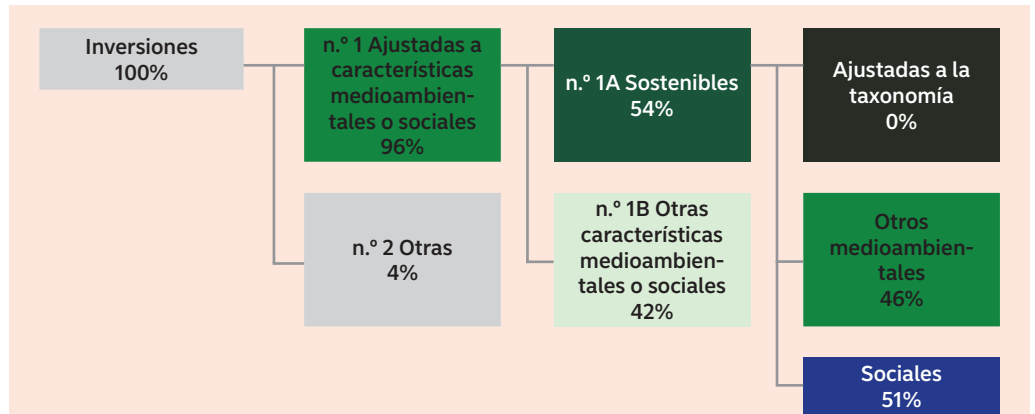 Inversiones
100%
n.º 1 Ajustadas a
características
medioambien-
tales o sociales
96%
n.º 1A Sostenibles
54%
Ajustadas a la
taxonomía
0%
n.º 2 Otras
4%
n.º 1B Otras
características
medioambien-
tales o sociales
42%
Otros
medioambien-
tales
46%
Sociales
51%